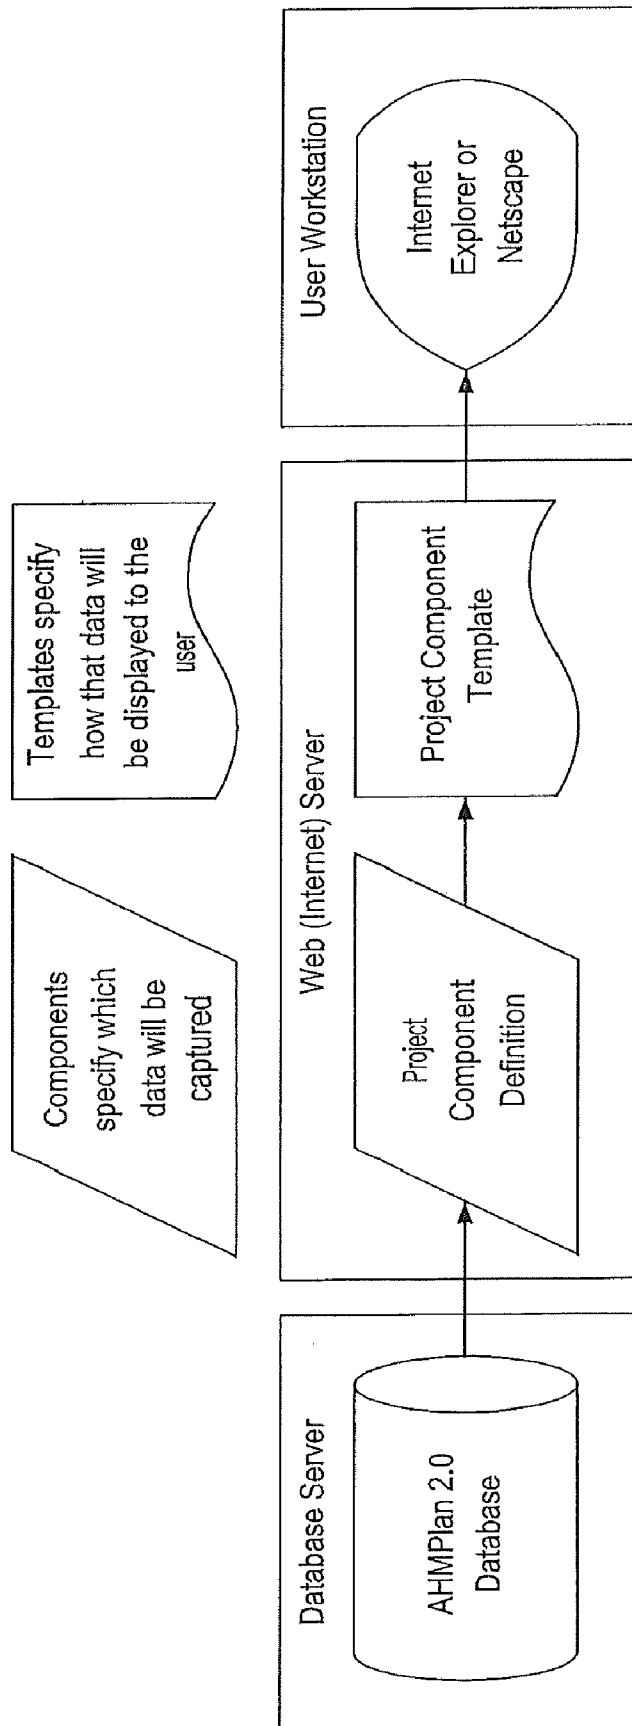 Components
specify which
data will be
captured
Templates specify
how that data will
be displayed to the
user
Database Server
AHMPlan 2.0
Database
Web (Internet) Server
Project
Component
Definition
Project Component
Template
User Workstation
Internet
Explorer or
Netscape